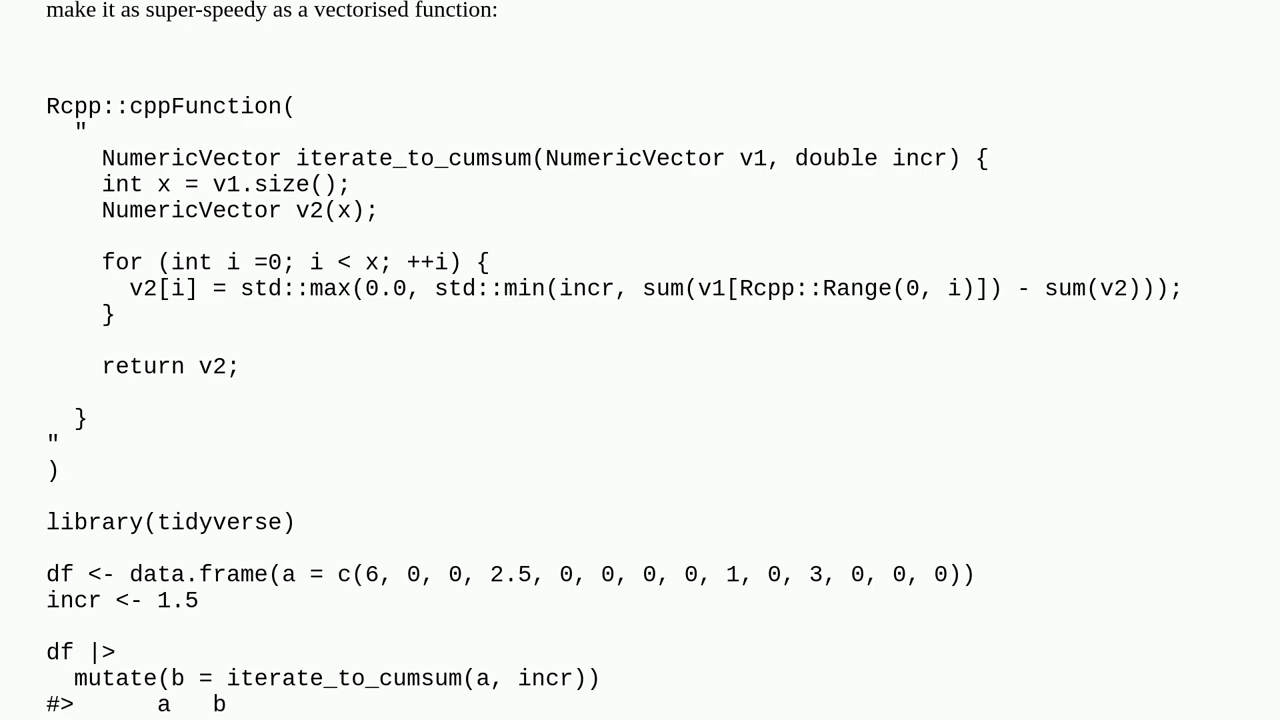 make it as super-speedy as a vectorised function:
Rcpp::cppFunction(
  "
    NumericVector iterate_to_cumsum(NumericVector v1, double incr) {
    int x = v1.size();
    NumericVector v2(x);

    for (int i =0; i < x; ++i) {
      v2[i] = std::max(0.0, std::min(incr, sum(v1[Rcpp::Range(0, i)]) - sum(v2)));
    }

    return v2;

  }
"
)

library(tidyverse)

df <- data.frame(a = c(6, 0, 0, 2.5, 0, 0, 0, 0, 1, 0, 3, 0, 0, 0))
incr <- 1.5

df |>
  mutate(b = iterate_to_cumsum(a, incr))
#>      a   b